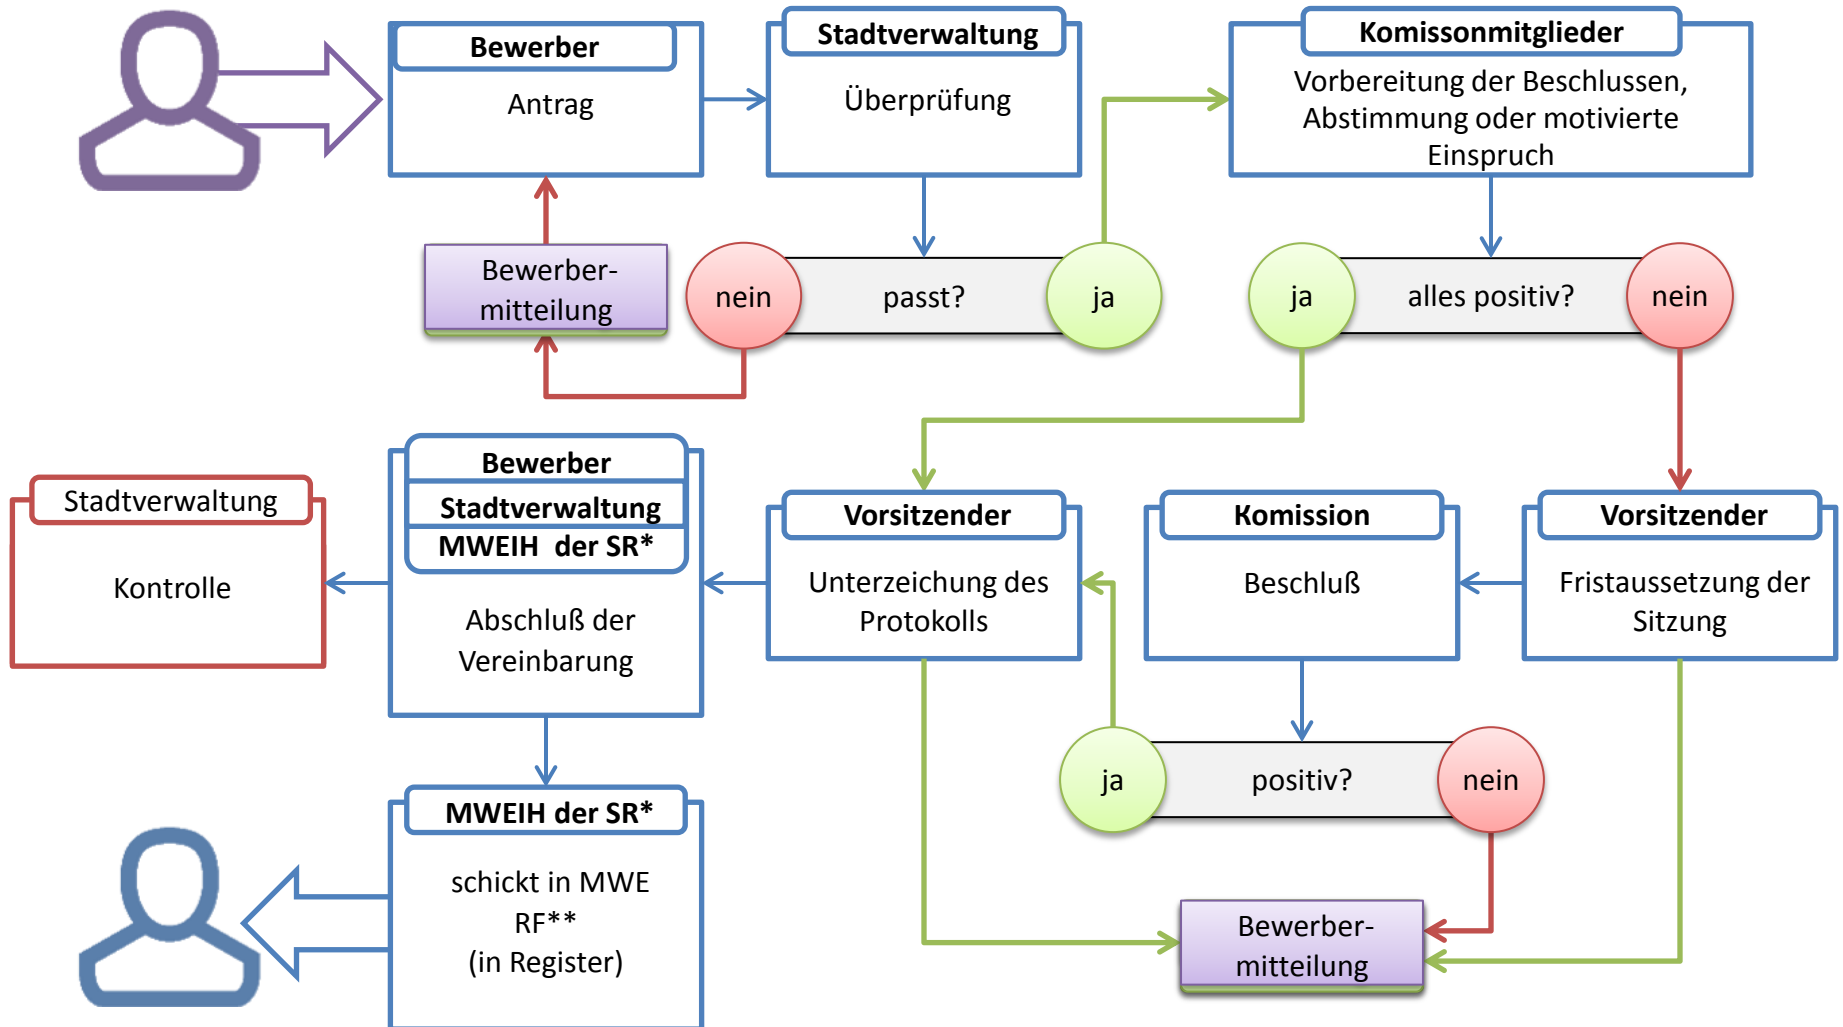 Bewerber
Antrag
Stadtverwaltung
Überprüfung
Komissonmitglieder
Vorbereitung der Beschlussen,
Abstimmung oder motivierte
Einspruch
Bewerber-
mitteilung
nein
passt?
ja
ja
alles positiv?
nein
Stadtverwaltung
Kontrolle
Bewerber
Stadtverwaltung
MWEIH der SR*
Abschluß der
Vereinbarung
Vorsitzender
Unterzeichung des
Protokolls
Komission
Beschluß
Vorsitzender
Fristaussetzung der
Sitzung
ja
positiv?
nein
MWEIH der SR*
schickt in MWE
RF**
(in Register)
Bewerber-
mitteilung